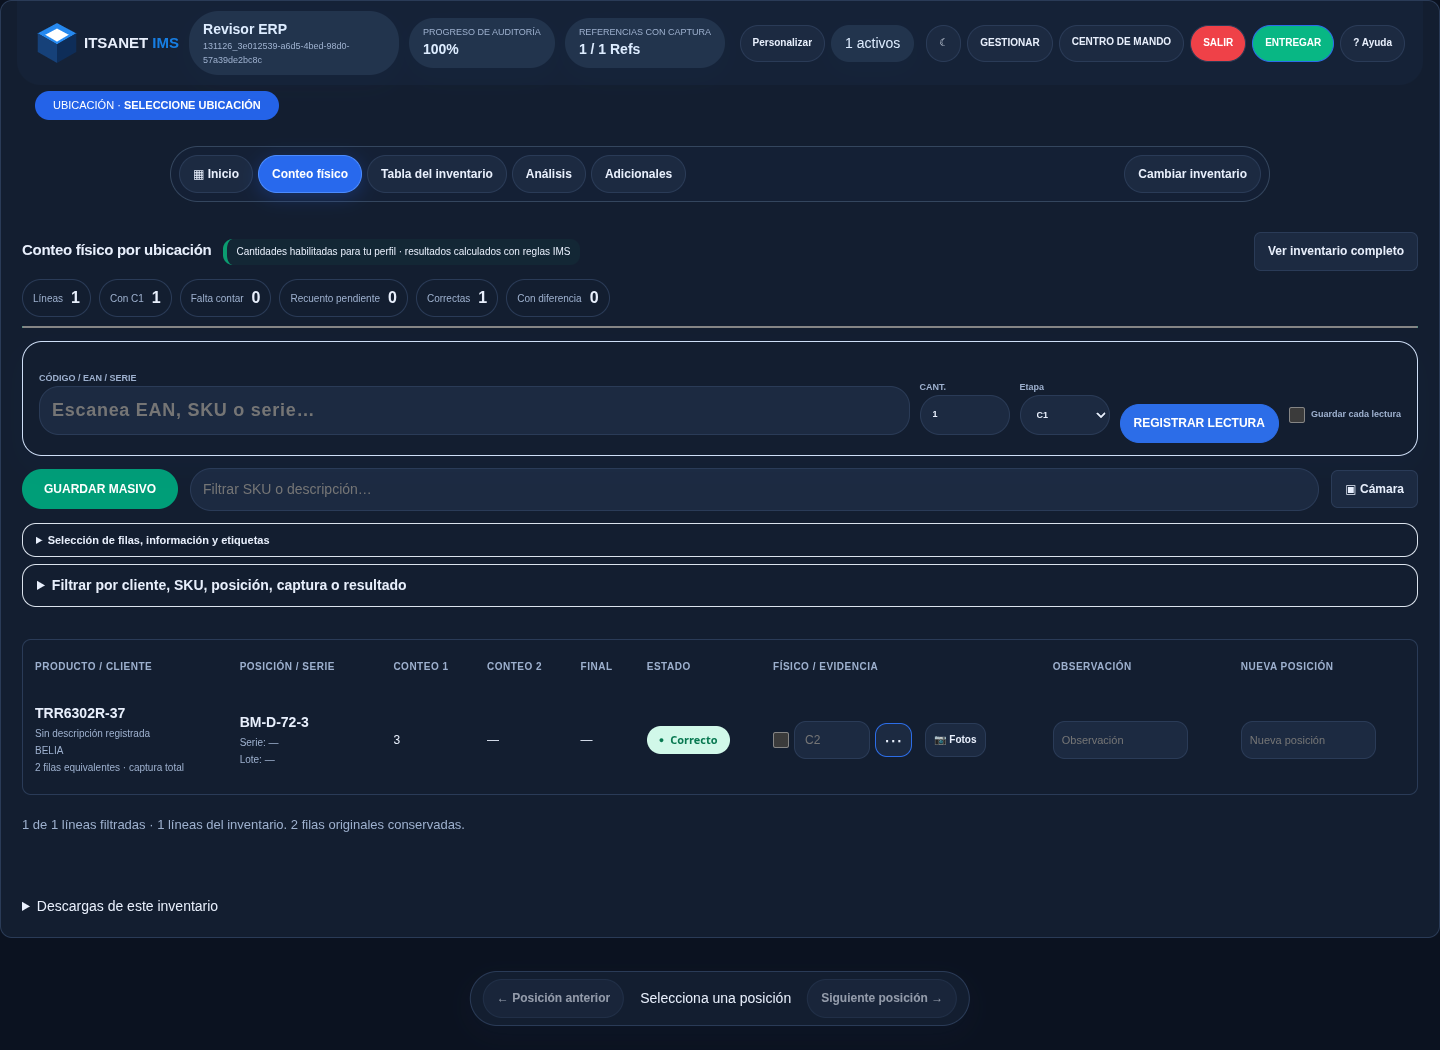 ITSANET IMS
Revisor ERP
131126_3e012539-a6d5-4bed-98d0-
57a39de2bc8c
PROGRESO DE AUDITORÍA
100%
REFERENCIAS CON CAPTURA
1 / 1 Refs
Personalizar
1 activos
☾
GESTIONAR
CENTRO DE MANDO
SALIR
ENTREGAR
? Ayuda
UBICACIÓN · SELECCIONE UBICACIÓN
▦ Inicio
Conteo físico
Tabla del inventario
Análisis
Adicionales
Cambiar inventario
Conteo físico por ubicación
Cantidades habilitadas para tu perfil · resultados calculados con reglas IMS
Ver inventario completo
Líneas 1
Con C1 1
Falta contar 0
Recuento pendiente 0
Correctas 1
Con diferencia 0
CÓDIGO / EAN / SERIE
Escanea EAN, SKU o serie…
CANT.
1
Etapa
C1
REGISTRAR LECTURA
Guardar cada lectura
GUARDAR MASIVO
Filtrar SKU o descripción…
▣ Cámara
▶ Selección de filas, información y etiquetas
▶ Filtrar por cliente, SKU, posición, captura o resultado
PRODUCTO / CLIENTE
POSICIÓN / SERIE
CONTEO 1
CONTEO 2
FINAL
ESTADO
FÍSICO / EVIDENCIA
OBSERVACIÓN
NUEVA POSICIÓN
TRR6302R-37
Sin descripción registrada
BELIA
2 filas equivalentes · captura total
BM-D-72-3
Serie: —
Lote: —
3
—
—
• Correcto
C2
⋯
📷 Fotos
Observación
Nueva posición
1 de 1 líneas filtradas · 1 líneas del inventario. 2 filas originales conservadas.
▶ Descargas de este inventario
← Posición anterior
Selecciona una posición
Siguiente posición →